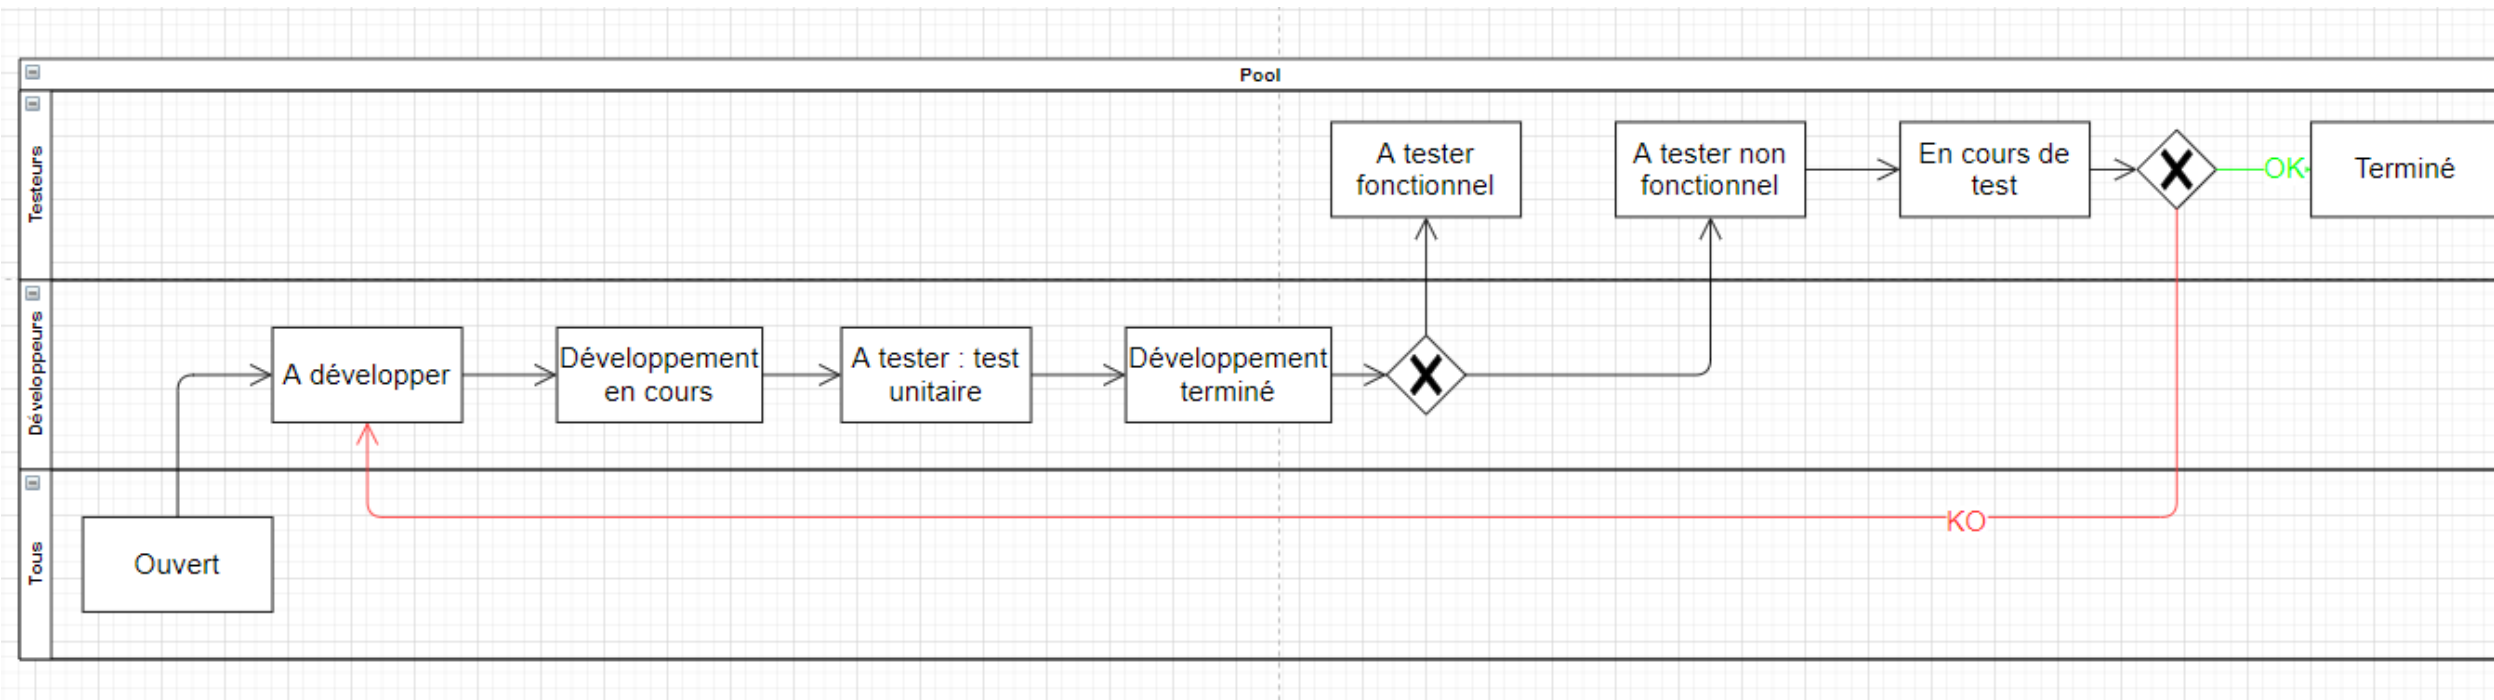 Pool
Testeurs
A tester
fonctionnel
A tester non
fonctionnel
En cours de
test
OK
Terminé
Développeurs
A développer
Développement
en cours
A tester : test
unitaire
Développement
terminé
Tous
Ouvert
KO